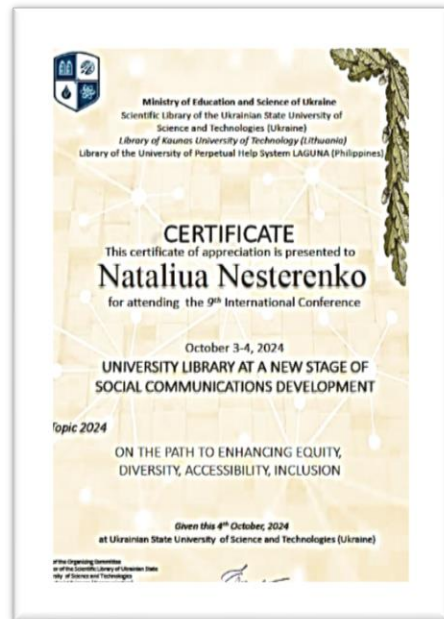 Ministry of Education and Science of Ukraine
Scientific Library of the Ukrainian State University of
Science and Technologies (Ukraine)
Library of Kaunas University of Technology (Lithuania)
Library of the University of Perpetual Help System LAGUNA (Philippines)
CERTIFICATE
This certificate of appreciation is presented to
Nataliua Nesterenko
for attending the 9th International Conference
October 3-4, 2024
UNIVERSITY LIBRARY AT A NEW STAGE OF
SOCIAL COMMUNICATIONS DEVELOPMENT
Topic 2024
ON THE PATH TO ENHANCING EQUITY,
DIVERSITY, ACCESSIBILITY, INCLUSION
Given this 4th October, 2024
at Ukrainian State University of Science and Technologies (Ukraine)
of the Organizing Committee
of the Scientific Library of Ukrainian State
of Science and Technologies